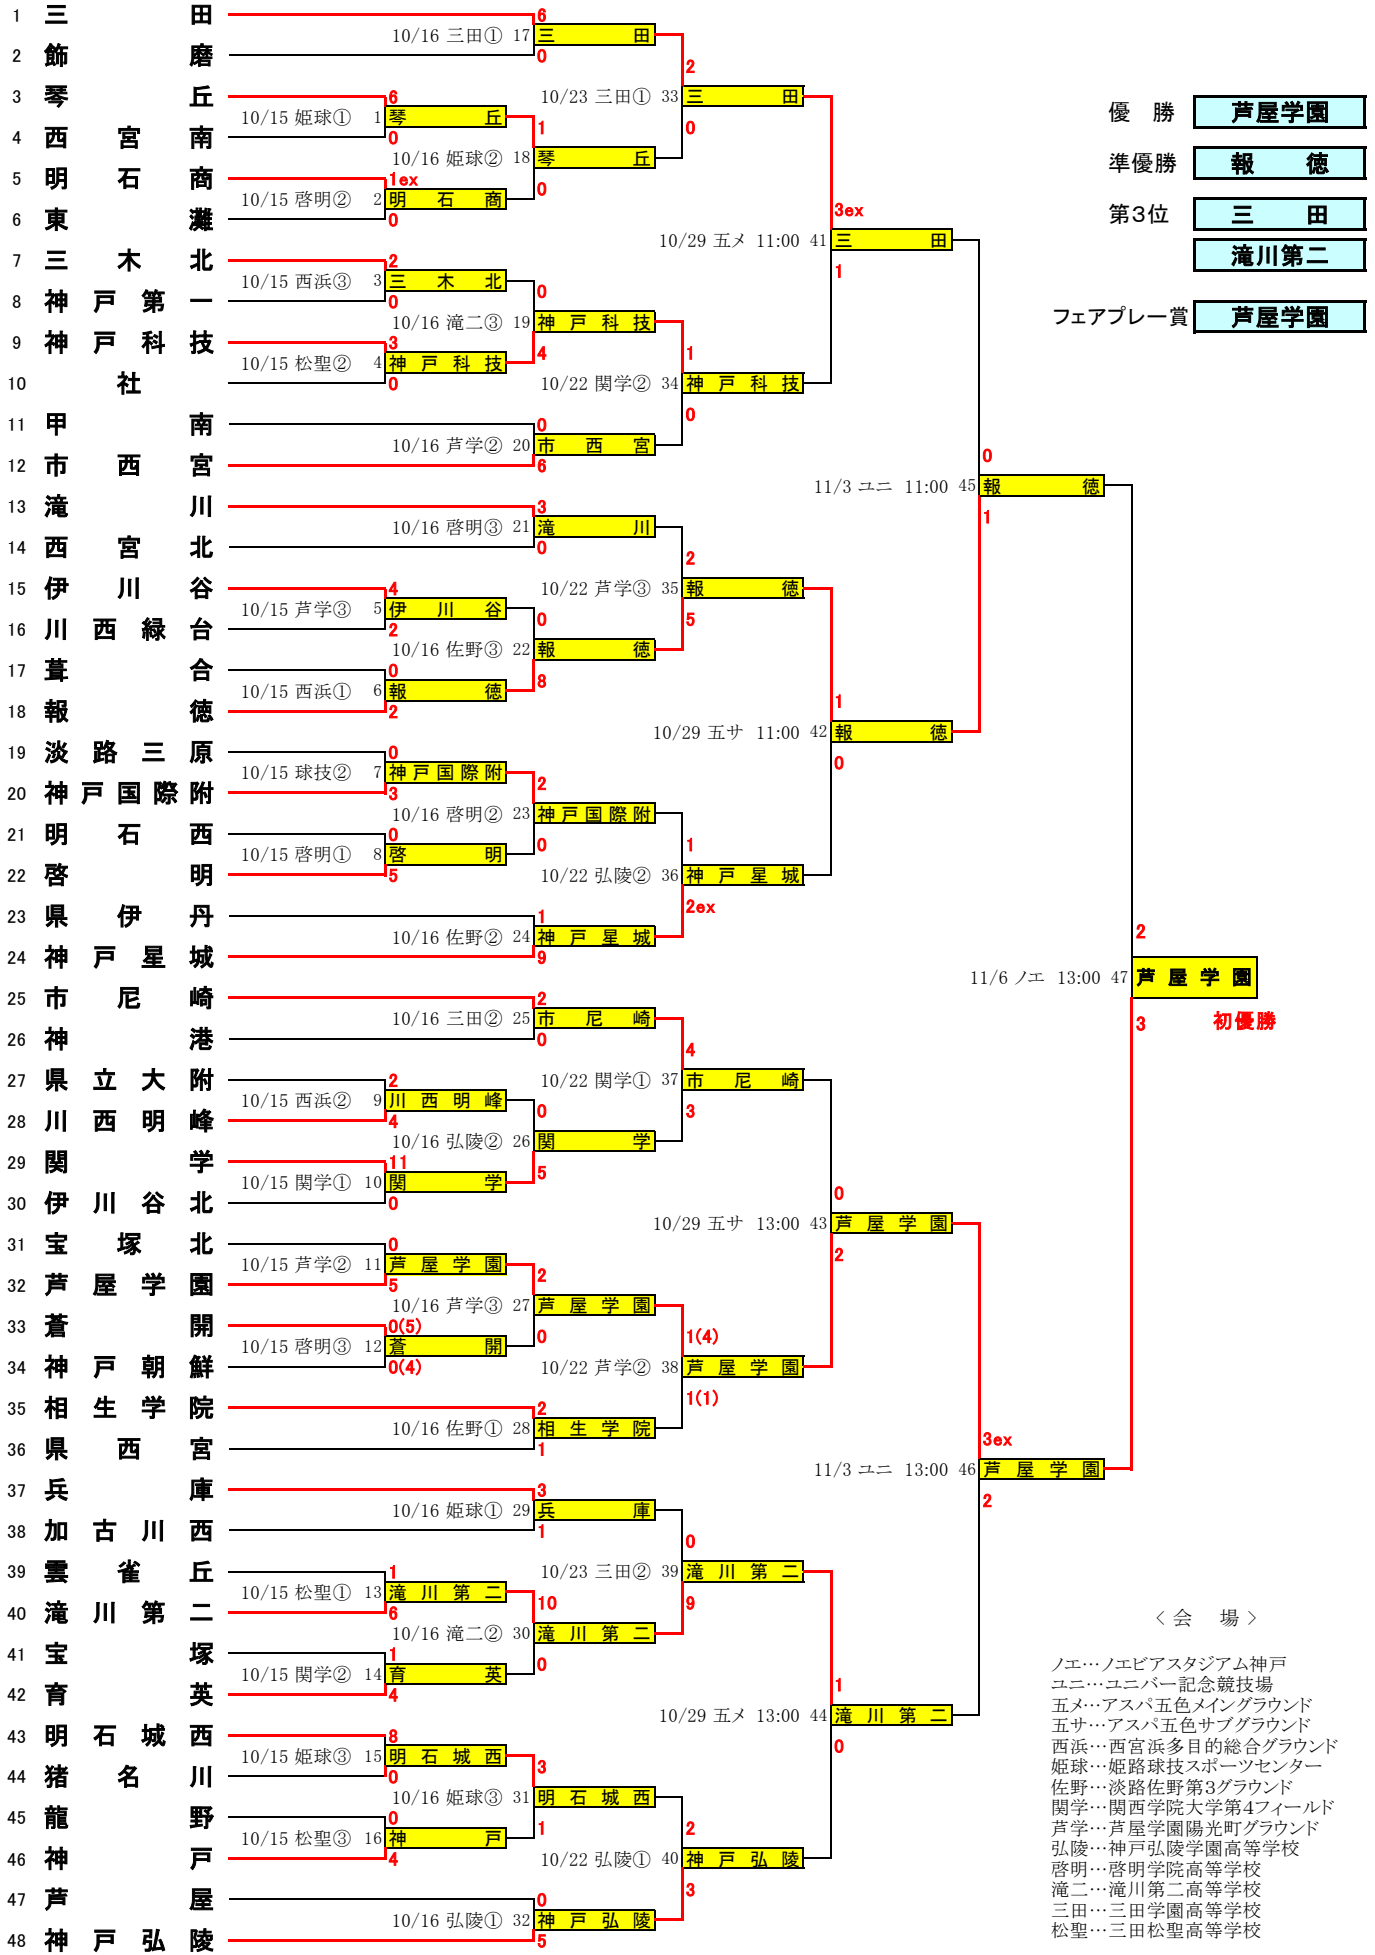 1 三田 6
10/16 三田① 17 三田
2 飾磨 0
2
3 琴丘 6
10/23 三田① 33 三田
優勝 芦屋学園
10/15 姫球① 1 琴丘
4 西宮南 0
1
0
10/16 姫球② 18 琴丘
準優勝 報徳
5 明石商 1ex
0
10/15 啓明② 2 明石商
6 東灘 0
3ex
第3位 三田
10/29 五メ 11:00 41 三田
滝川第二
7 三木北 2
1
10/15 西浜③ 3 三木北
8 神戸第一 0
0
10/16 滝二③ 19 神戸科技
フェアプレー賞 芦屋学園
9 神戸科技 3
4
1
10/15 松聖② 4 神戸科技
10 社 0
10/22 関学② 34 神戸科技
0
11 甲南 0
10/16 芦学② 20 市西宮
12 市西宮 6
0
11/3 ユニ 11:00 45 報徳
1
13 滝川 3
10/16 啓明③ 21 滝川
14 西宮北 0
2
15 伊川谷 4
10/22 芦学③ 35 報徳
10/15 芦学③ 5 伊川谷
16 川西緑台 2
0
5
10/16 佐野③ 22 報徳
17 葺合 0
8
10/15 西浜① 6 報徳
18 報徳 2
1
10/29 五サ 11:00 42 報徳
0
19 淡路三原 0
10/15 球技② 7 神戸国際附
20 神戸国際附 3
2
10/16 啓明② 23 神戸国際附
21 明石西 0
0
1
10/15 啓明① 8 啓明
22 啓明 5
10/22 弘陵② 36 神戸星城
2ex
23 県伊丹 1
10/16 佐野② 24 神戸星城
24 神戸星城 9
2
11/6 ノエ 13:00 47 芦屋学園
3 初優勝
25 市尼崎 2
10/16 三田② 25 市尼崎
26 神港 0
4
27 県立大附 2
10/22 関学① 37 市尼崎
10/15 西浜② 9 川西明峰
28 川西明峰 4
0
3
10/16 弘陵② 26 関学
29 関学 11
5
10/15 関学① 10 関学
30 伊川谷北 0
0
10/29 五サ 13:00 43 芦屋学園
2
31 宝塚北 0
10/15 芦学② 11 芦屋学園
32 芦屋学園 5
2
10/16 芦学③ 27 芦屋学園
33 蒼開 0(5)
0
1(4)
10/15 啓明③ 12 蒼開
34 神戸朝鮮 0(4)
10/22 芦学② 38 芦屋学園
1(1)
35 相生学院 2
10/16 佐野① 28 相生学院
36 県西宮 1
3ex
11/3 ユニ 13:00 46 芦屋学園
2
37 兵庫 3
10/16 姫球① 29 兵庫
38 加古川西 1
0
39 雲雀丘 1
10/23 三田② 39 滝川第二
10/15 松聖① 13 滝川第二
40 滝川第二 6
10
9
10/16 滝二② 30 滝川第二
41 宝塚 1
0
10/15 関学② 14 育英
42 育英 4
1
10/29 五メ 13:00 44 滝川第二
0
43 明石城西 8
10/15 姫球③ 15 明石城西
44 猪名川 0
3
10/16 姫球③ 31 明石城西
45 龍野 0
1
2
10/15 松聖③ 16 神戸
46 神戸 4
10/22 弘陵① 40 神戸弘陵
3
47 芦屋 0
10/16 弘陵① 32 神戸弘陵
48 神戸弘陵 5
〈会 場〉
ノエ…ノエビアスタジアム神戸
ユニ…ユニバー記念競技場
五メ…アスパ五色メイングラウンド
五サ…アスパ五色サブグラウンド
西浜…西宮浜多目的総合グラウンド
姫球…姫路球技スポーツセンター
佐野…淡路佐野第3グラウンド
関学…関西学院大学第4フィールド
芦学…芦屋学園陽光町グラウンド
弘陵…神戸弘陵学園高等学校
啓明…啓明学院高等学校
滝二…滝川第二高等学校
三田…三田学園高等学校
松聖…三田松聖高等学校